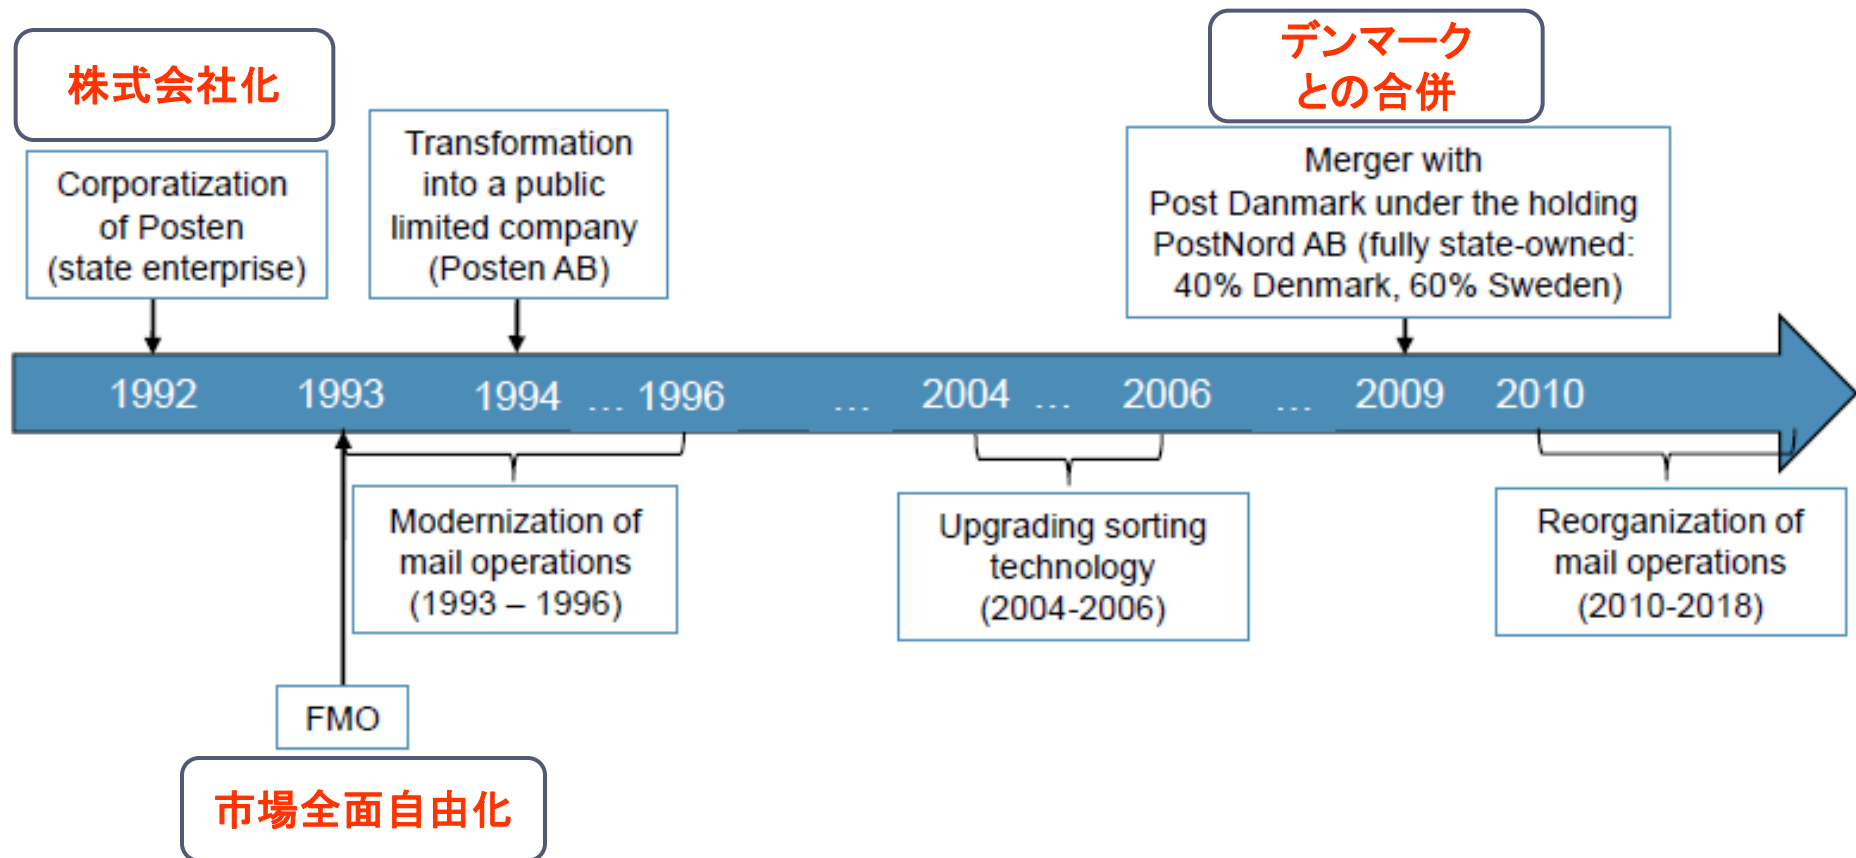 株式会社化
デンマーク
との合併
Corporatization
of Posten
(state enterprise)
Transformation
into a public
limited company
(Posten AB)
Merger with
Post Danmark under the holding
PostNord AB (fully state-owned:
40% Denmark, 60% Sweden)
1992 1993 1994 ... 1996 ... 2004 ... 2006 ... 2009 2010
Modernization of
mail operations
(1993 – 1996)
Upgrading sorting
technology
(2004-2006)
Reorganization of
mail operations
(2010-2018)
FMO
市場全面自由化